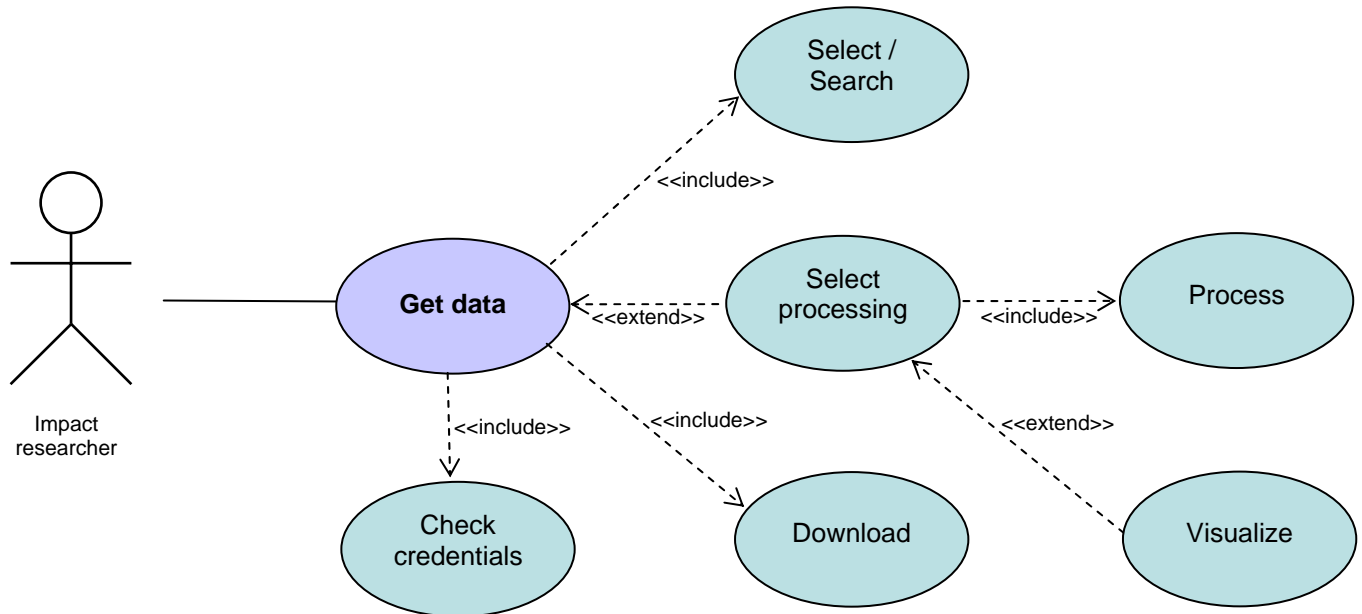 Select /
Search
<<include>>
Get data
<<extend>>
Select
processing
<<include>>
Process
Impact
researcher
<<include>>
<<include>>
<<extend>>
Check
credentials
Download
Visualize